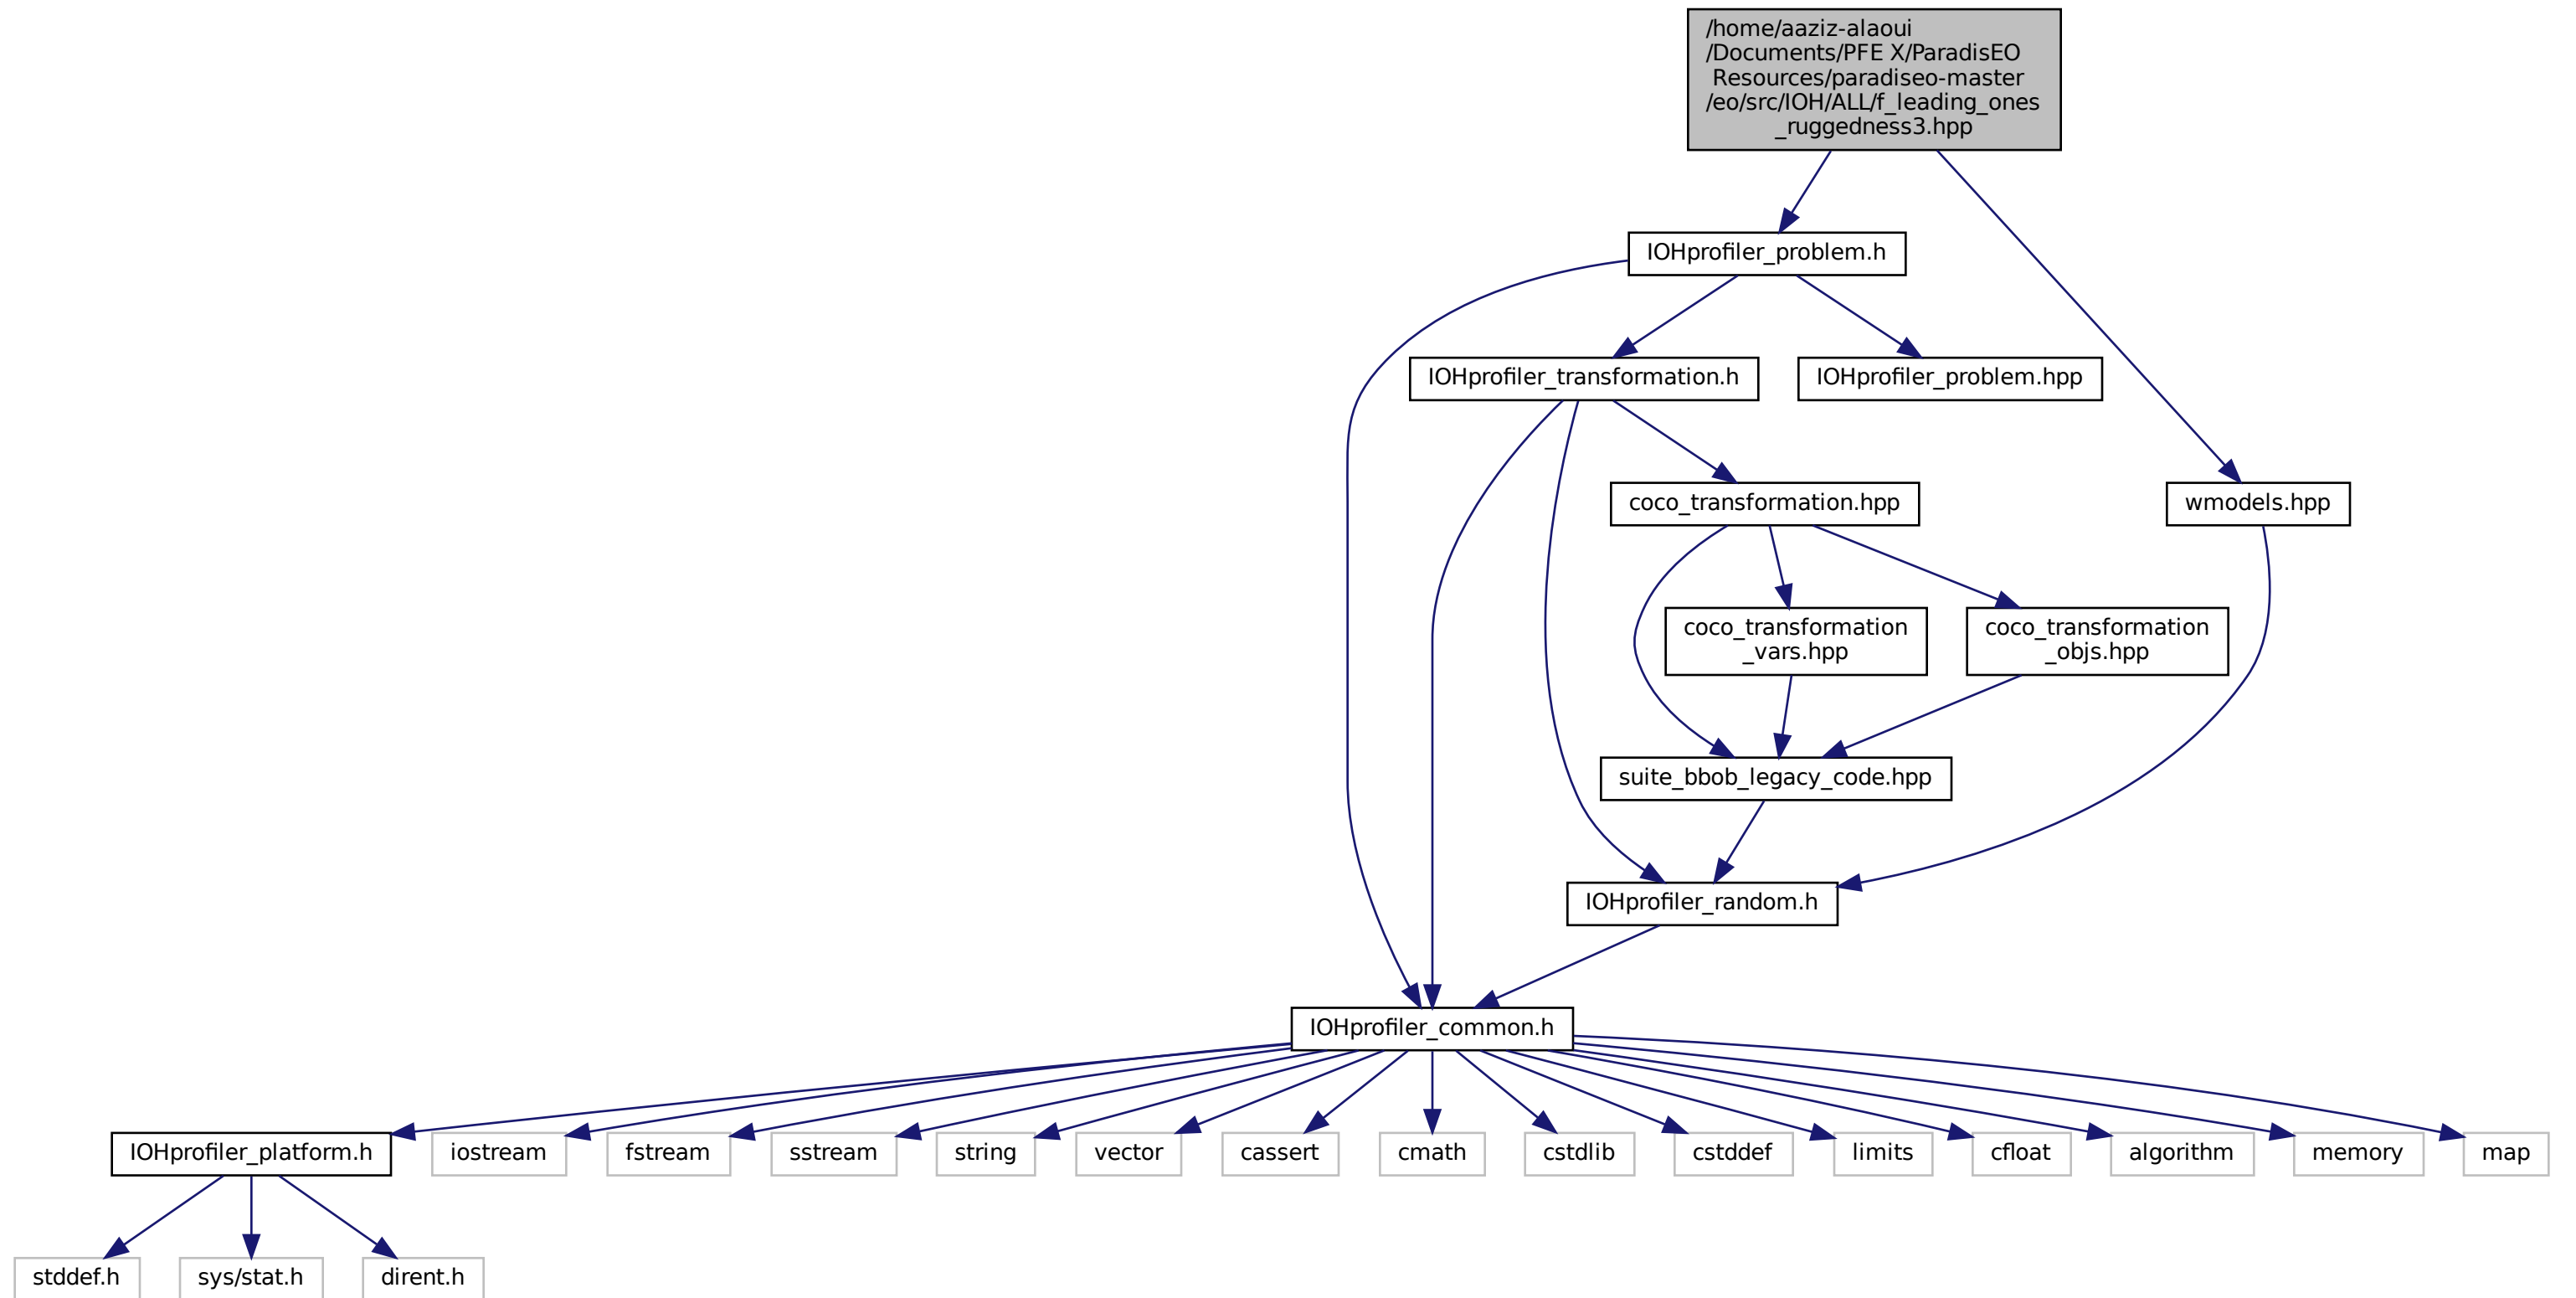 /home/aaziz-alaoui
/Documents/PFE X/ParadisEO
Resources/paradiseo-master
/eo/src/IOH/ALL/f_leading_ones
_ruggedness3.hpp
IOHprofiler_problem.h
IOHprofiler_transformation.h
IOHprofiler_problem.hpp
coco_transformation.hpp
wmodels.hpp
coco_transformation
_vars.hpp
coco_transformation
_objs.hpp
suite_bbob_legacy_code.hpp
IOHprofiler_random.h
IOHprofiler_common.h
IOHprofiler_platform.h
iostream
fstream
sstream
string
vector
cassert
cmath
cstdlib
cstddef
limits
cfloat
algorithm
memory
map
stddef.h
sys/stat.h
dirent.h